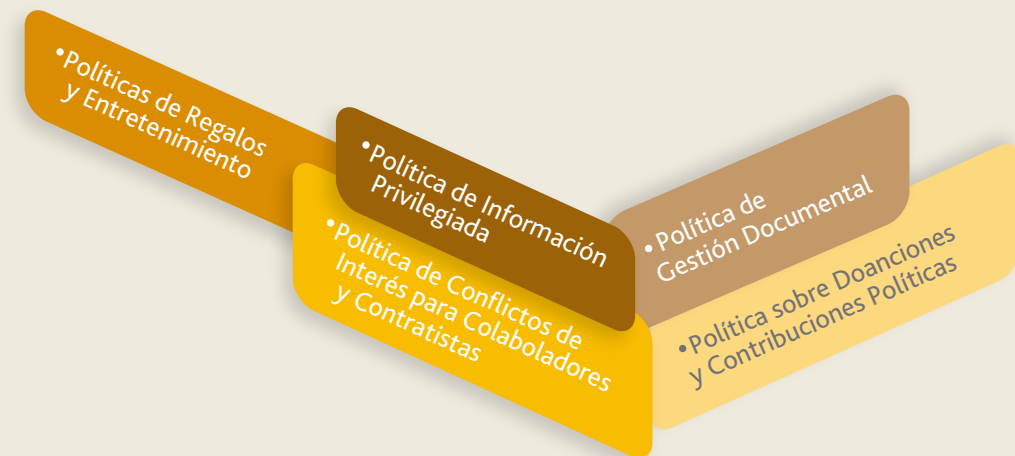 •Políticas de Regalos
y Entretenimiento
•Política de Información
Privilegiada
•Política de Conflictos de
Interés para Colaboladores
y Contratistas
•Política de
Gestión Documental
•Política sobre Doanciones
y Contribuciones Políticas